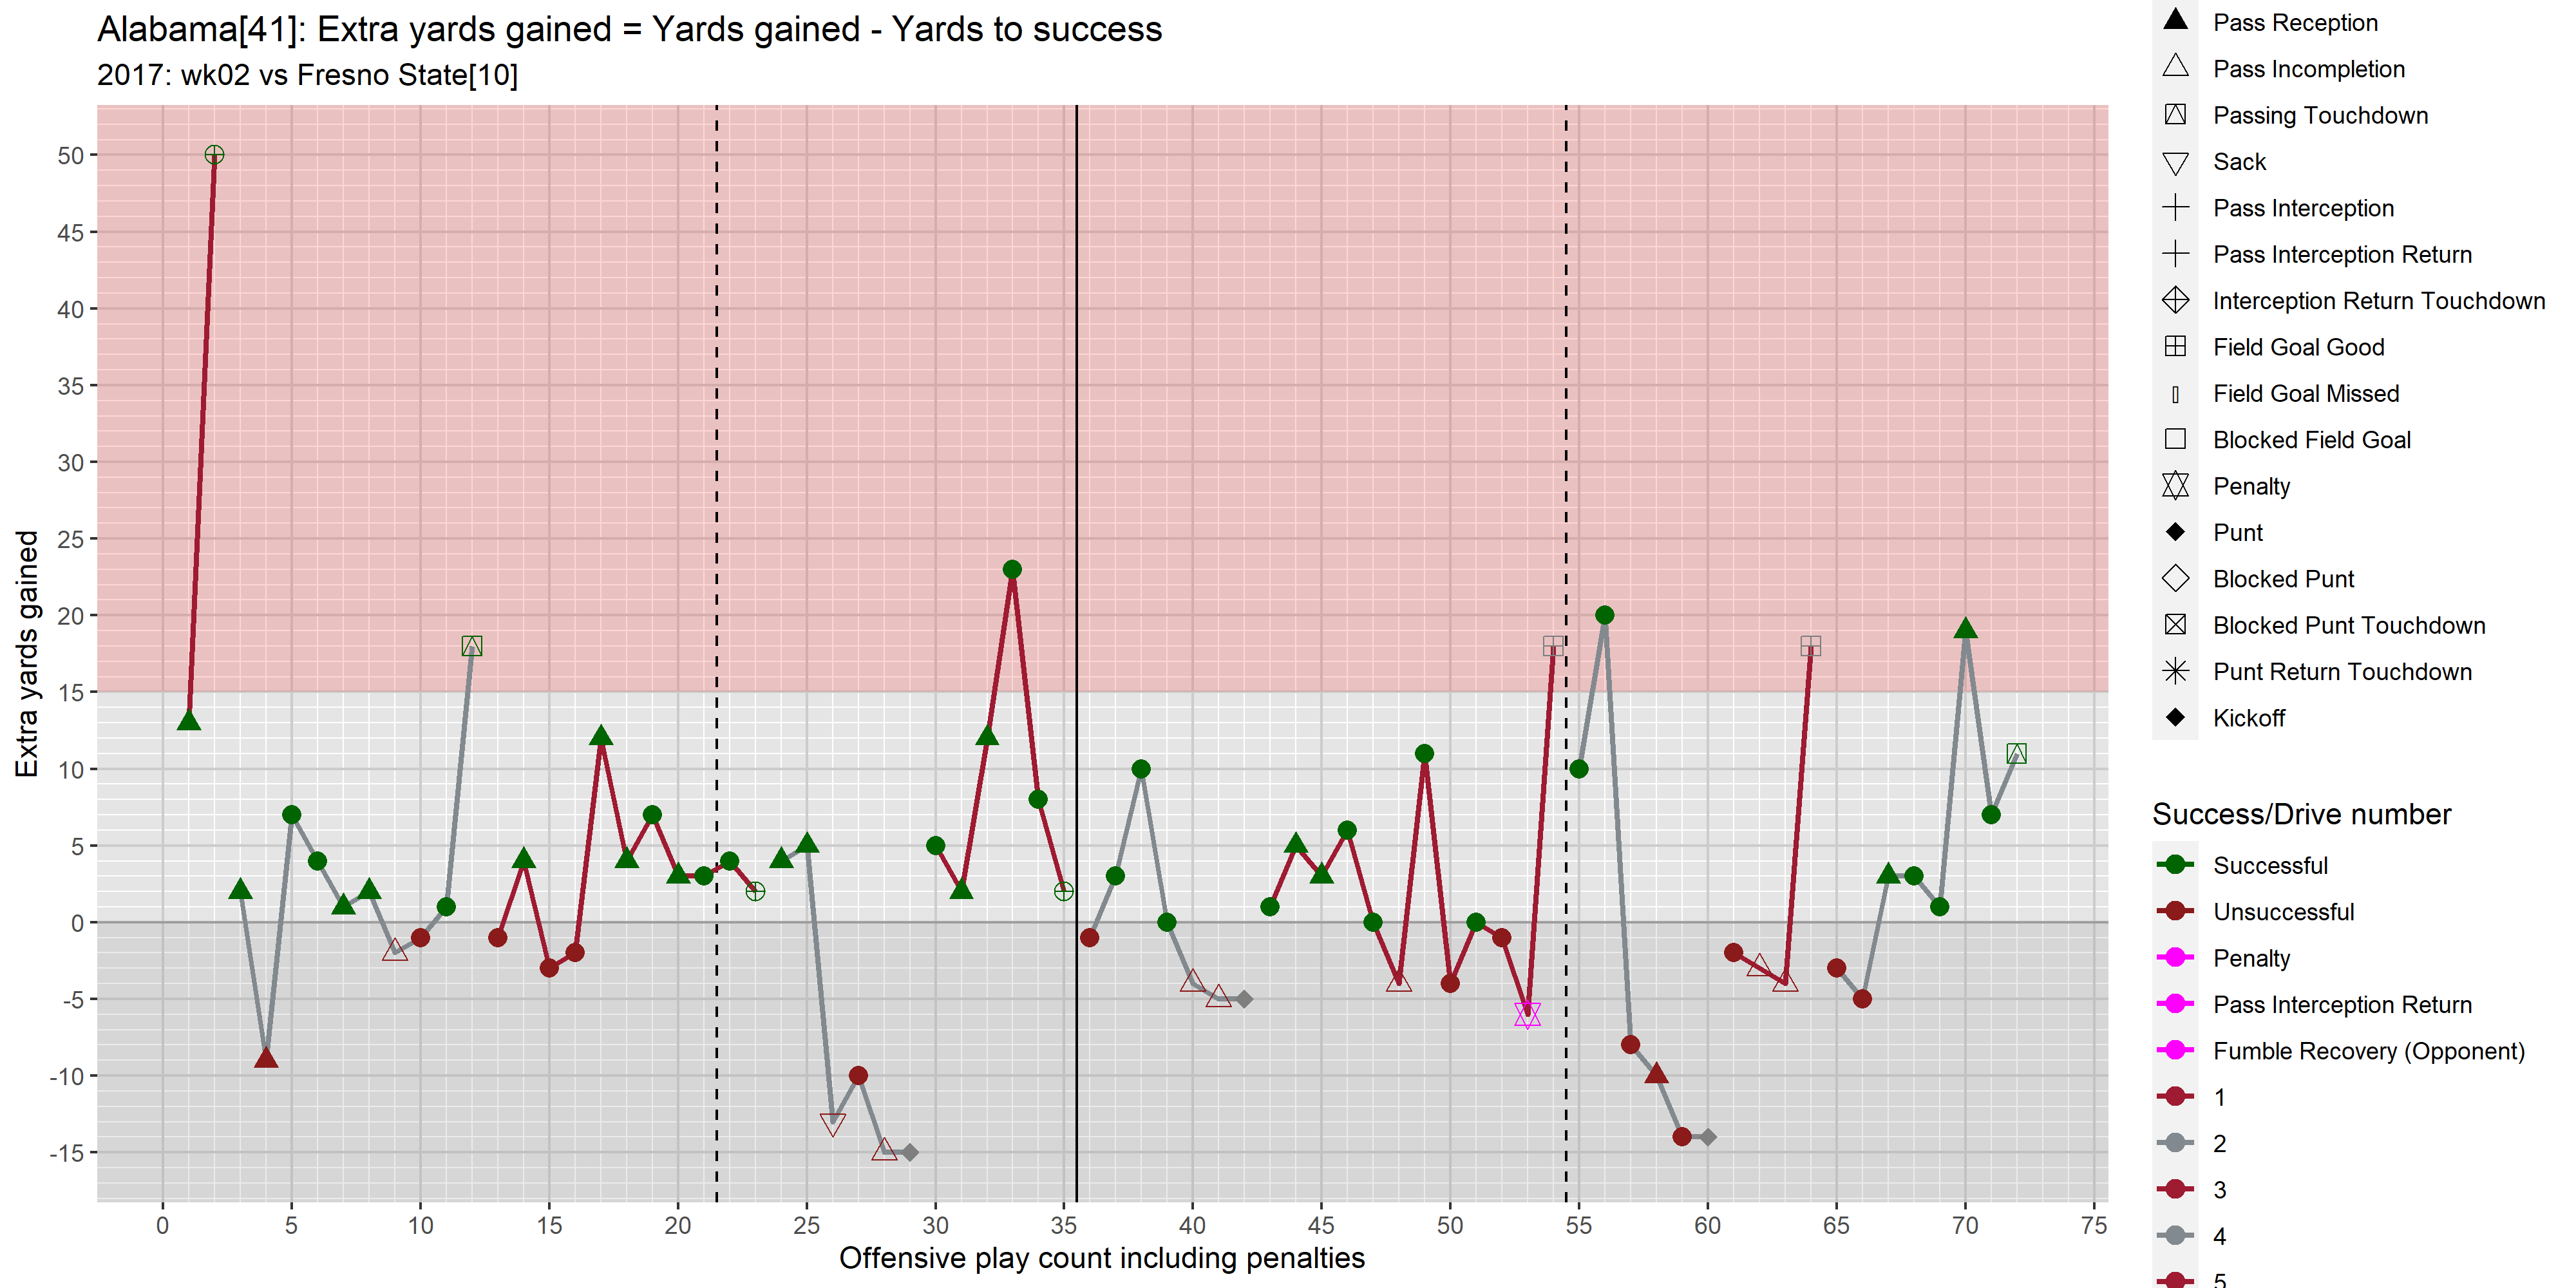 Alabama[41]: Extra yards gained = Yards gained - Yards to success
2017: wk02 vs Fresno State[10]
Extra yards gained
50
45
40
35
30
25
20
15
10
5
0
-5
-10
-15
0 5 10 15 20 25 30 35 40 45 50 55 60 65 70 75
Offensive play count including penalties
Pass Reception
Pass Incompletion
Passing Touchdown
Sack
Pass Interception
Pass Interception Return
Interception Return Touchdown
Field Goal Good
Field Goal Missed
Blocked Field Goal
Penalty
Punt
Blocked Punt
Blocked Punt Touchdown
Punt Return Touchdown
Kickoff
Success/Drive number
Successful
Unsuccessful
Penalty
Pass Interception Return
Fumble Recovery (Opponent)
1
2
3
4
5